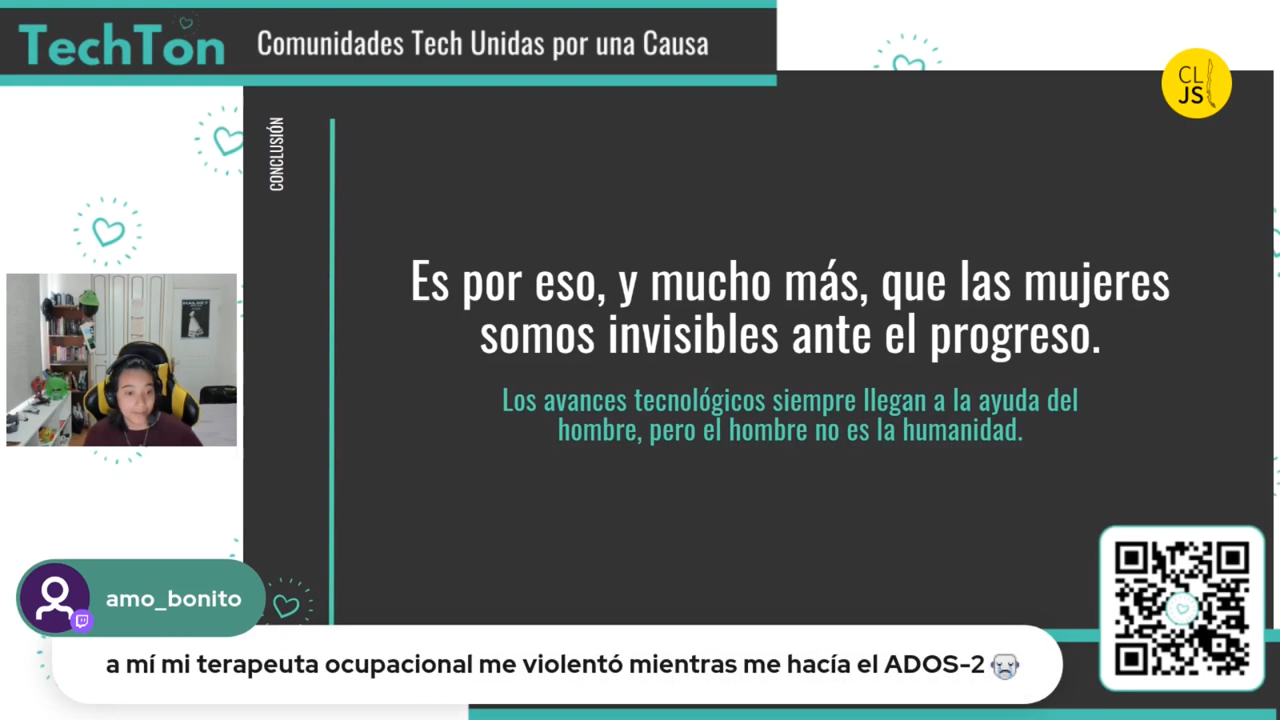 TechTon
Comunidades Tech Unidas por una Causa
CL
JS
CONCLUSIÓN
Es por eso, y mucho más, que las mujeres
somos invisibles ante el progreso.
Los avances tecnológicos siempre llegan a la ayuda del
hombre, pero el hombre no es la humanidad.
amo_bonito
a mí mi terapeuta ocupacional me violentó mientras me hacía el ADOS-2